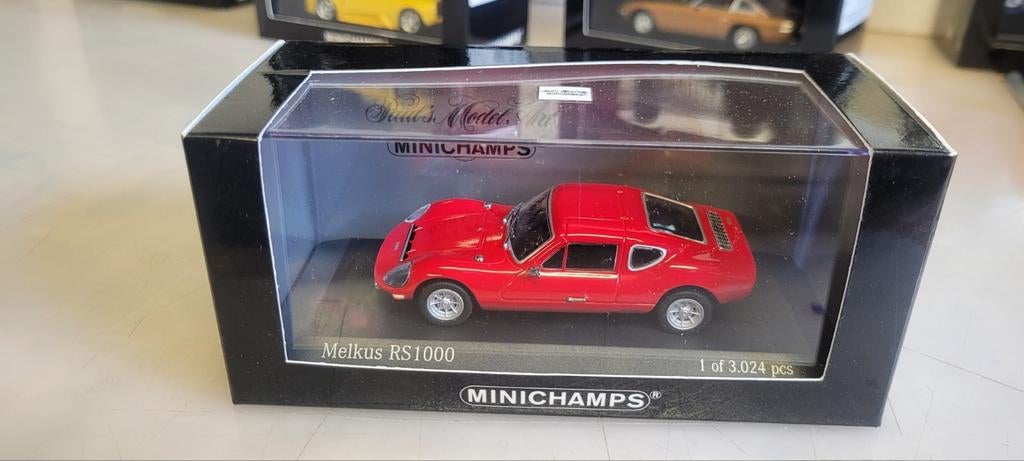 Paul's Model Art
MINICHAMPS
Melkus RS1000
1 of 3.024 pcs
MINICHAMPS®